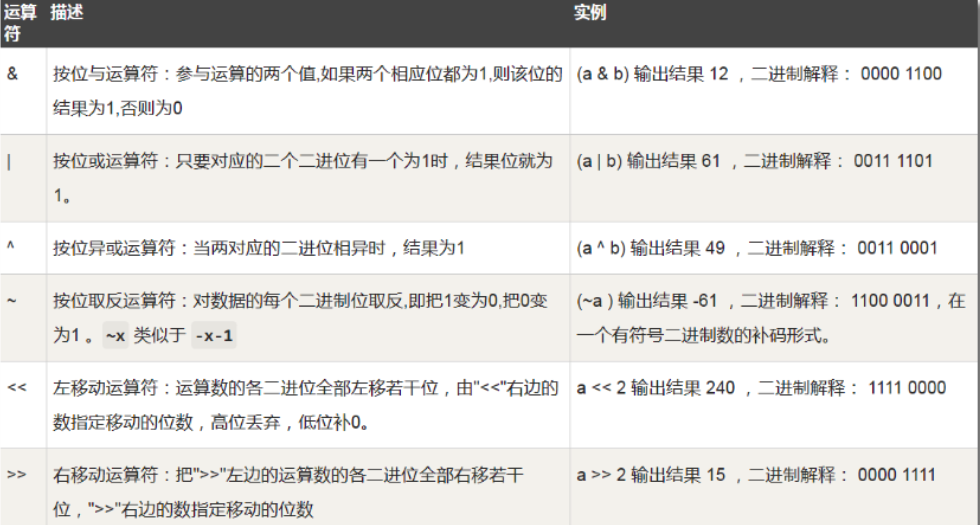 运算符 描述 实例
& 按位与运算符：参与运算的两个值,如果两个相应位都为1,则该位的 (a & b) 输出结果 12 ，二进制解释： 0000 1100
结果为1,否则为0
| 按位或运算符：只要对应的二个二进位有一个为1时，结果位就为 (a | b) 输出结果 61 ，二进制解释： 0011 1101
1。
^ 按位异或运算符：当两对应的二进位相异时，结果为1 (a ^ b) 输出结果 49 ，二进制解释： 0011 0001
~ 按位取反运算符：对数据的每个二进制位取反,即把1变为0,把0变 (~a ) 输出结果 -61 ，二进制解释： 1100 0011，在
为1 。~x 类似于 -x-1 一个有符号二进制数的补码形式。
<< 左移动运算符：运算数的各二进位全部左移若干位，由"<<"右边的 a << 2 输出结果 240 ，二进制解释： 1111 0000
数指定移动的位数，高位丢弃，低位补0。
>> 右移动运算符：把">>"左边的运算数的各二进位全部右移若干 a >> 2 输出结果 15 ，二进制解释： 0000 1111
位，">>"右边的数指定移动的位数